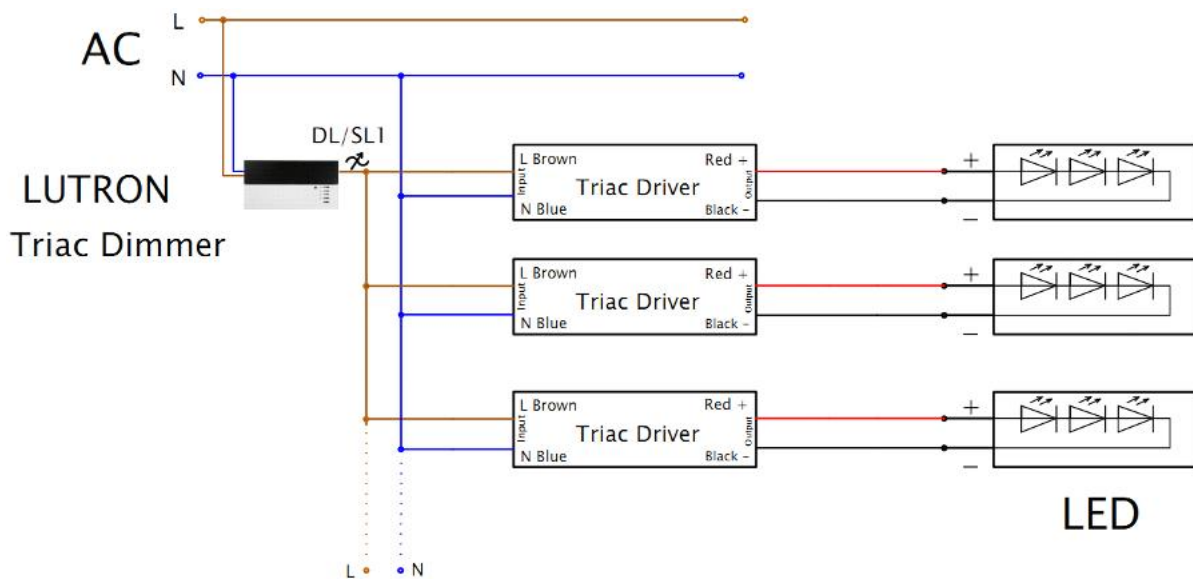 L
AC
N
DL/SL1
LUTRON
Triac Dimmer
L Brown
Red +
Input
Triac Driver
Output
N Blue
Black -
+
-
L Brown
Red +
Input
Triac Driver
Output
N Blue
Black -
+
-
L Brown
Red +
Input
Triac Driver
Output
N Blue
Black -
+
-
LED
L
N